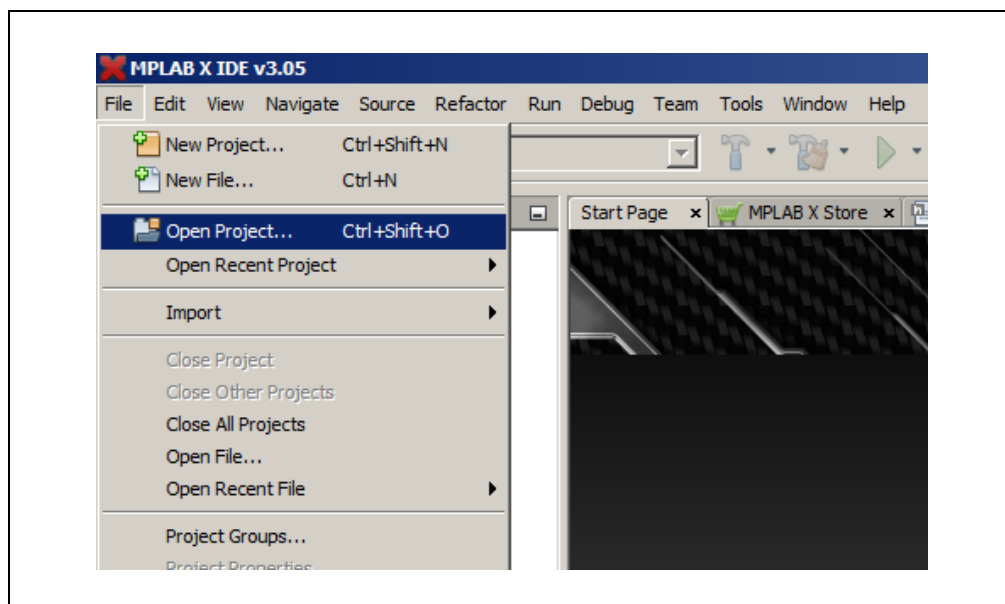 MPLAB X IDE v3.05
File Edit View Navigate Source Refactor Run Debug Team Tools Window Help
New Project... Ctrl+Shift+N
New File... Ctrl+N
Start Page x MPLAB X Store x
Open Project... Ctrl+Shift+O
Open Recent Project
Import
Close Project
Close Other Projects
Close All Projects
Open File...
Open Recent File
Project Groups...
Project Properties